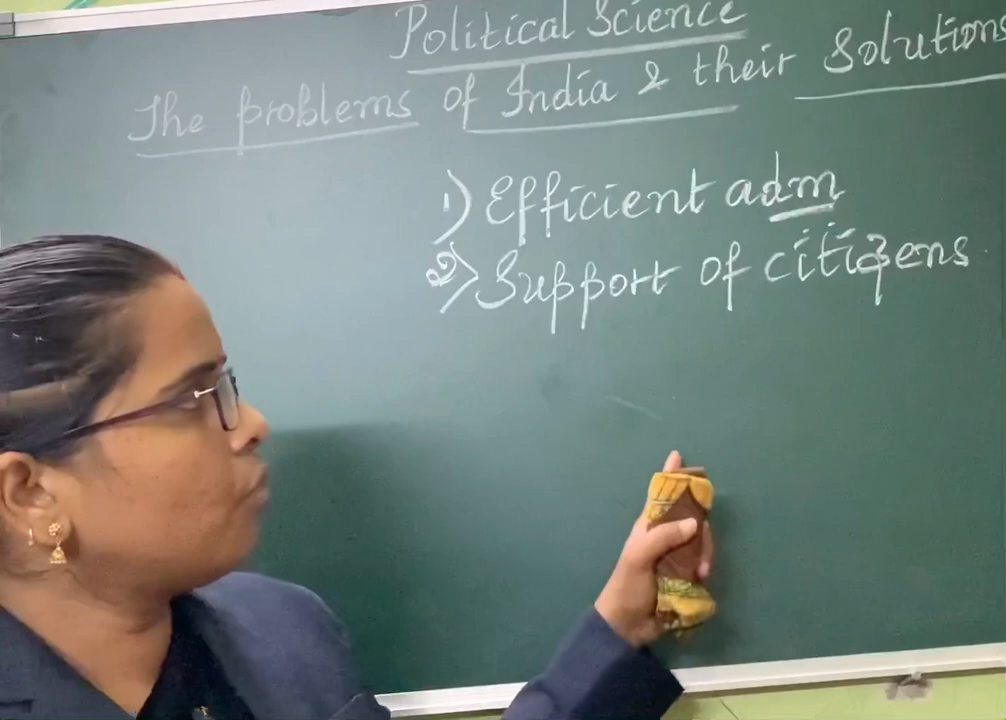 Political Science
The problems of India & their Solutions
1) Efficient adm
2) Support of citizens